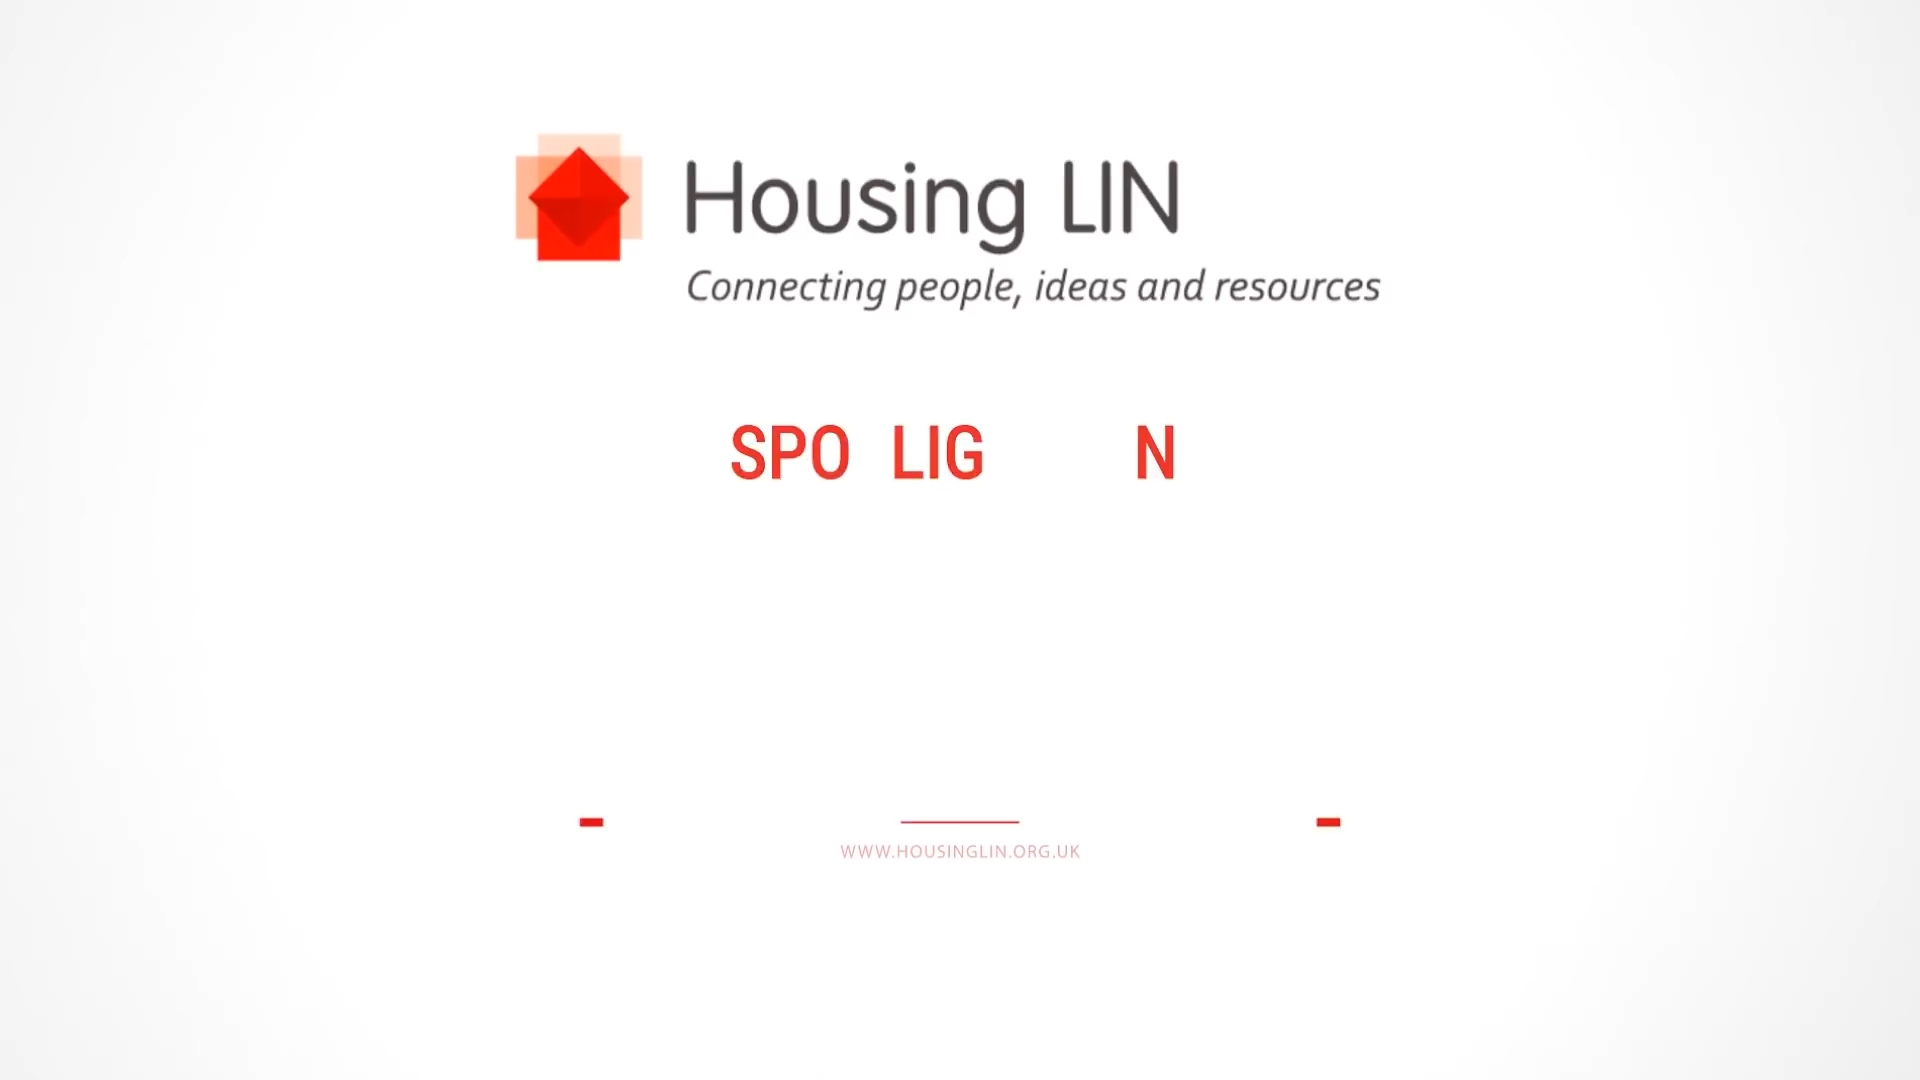 Housing LIN
Connecting people, ideas and resources
SPO LIG N
WWW.HOUSINGLIN.ORG.UK